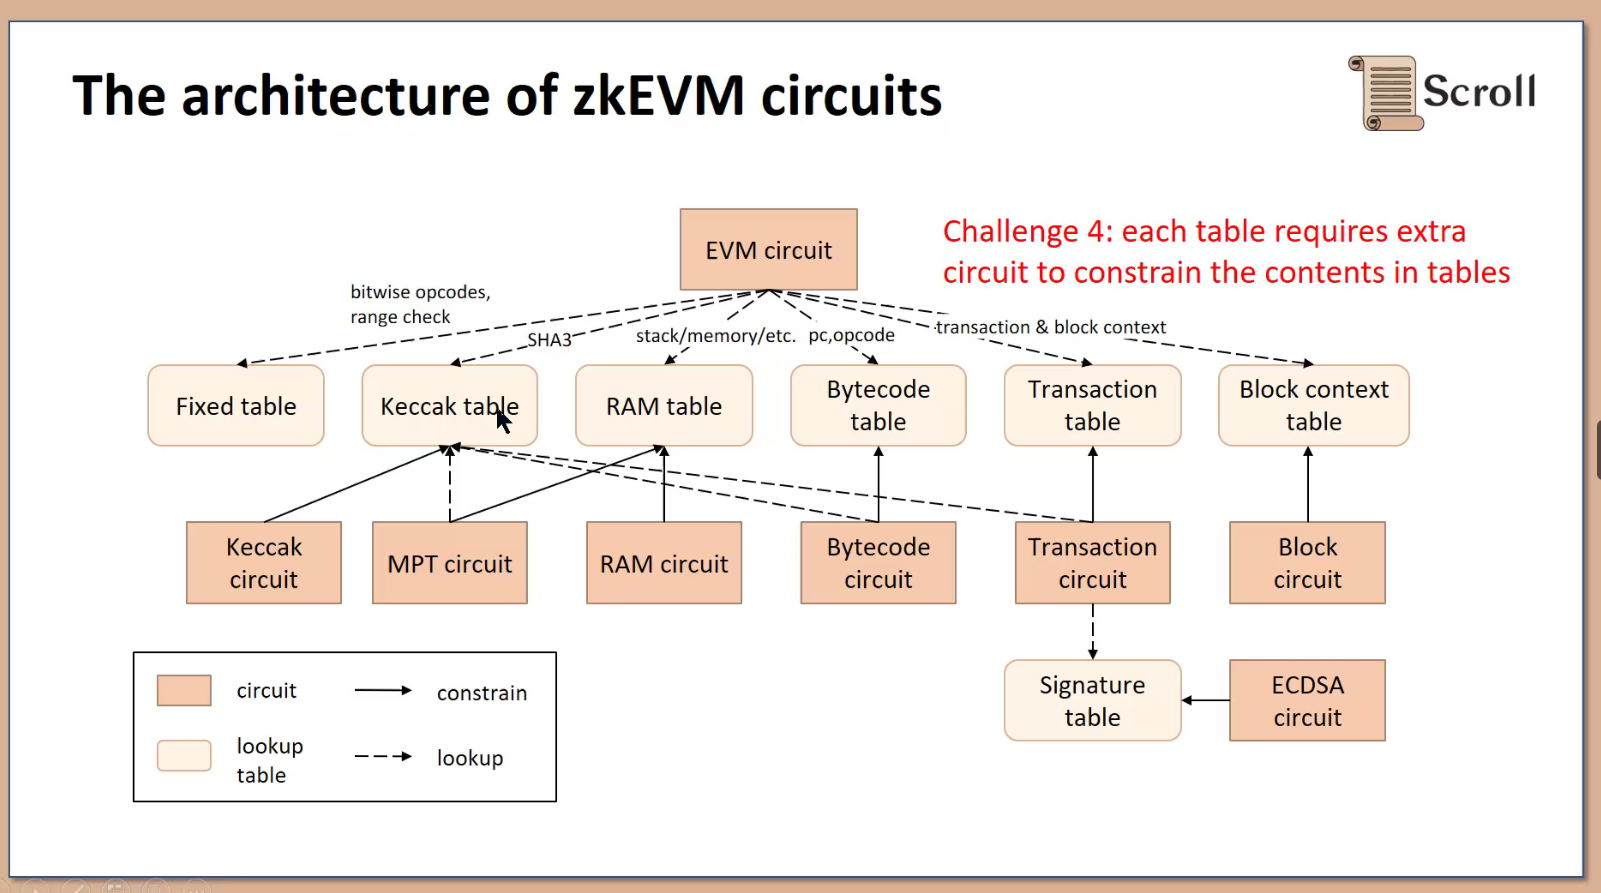 The architecture of zkEVM circuits
Scroll
EVM circuit
Challenge 4: each table requires extra
circuit to constrain the contents in tables
bitwise opcodes,
range check
SHA3
stack/memory/etc.
pc,opcode
transaction & block context
Fixed table
Keccak table
RAM table
Bytecode
table
Transaction
table
Block context
table
Keccak
circuit
MPT circuit
RAM circuit
Bytecode
circuit
Transaction
circuit
Block
circuit
Signature
table
ECDSA
circuit
circuit
constrain
lookup
table
lookup